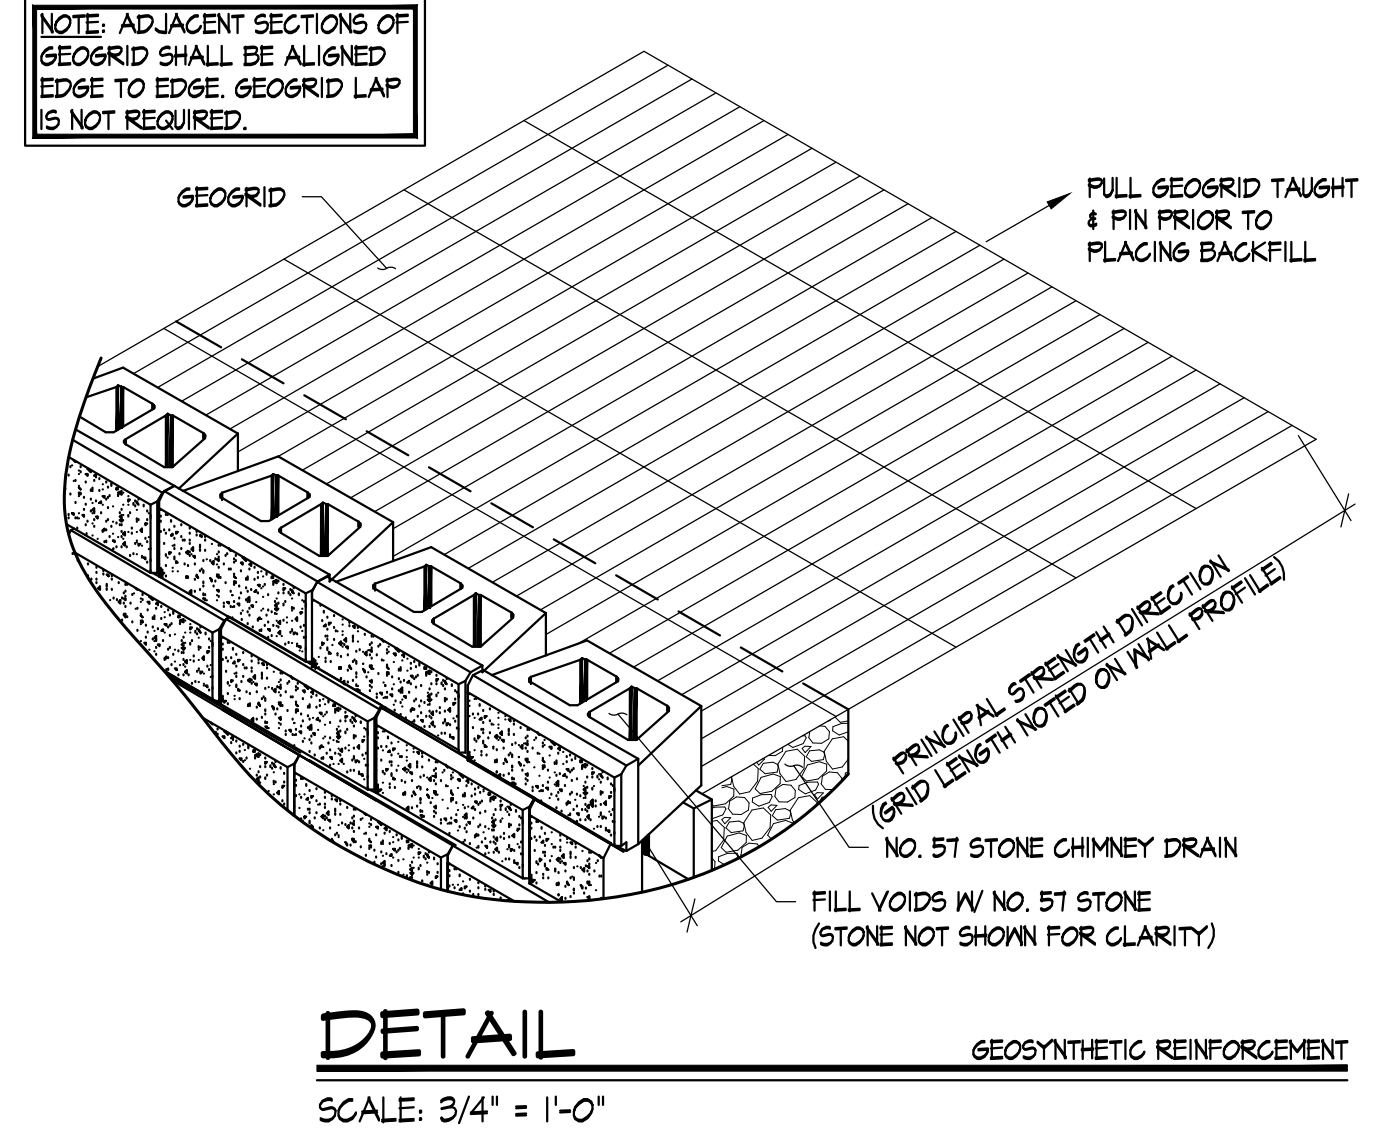 NOTE: ADJACENT SECTIONS OF
GEOGRID SHALL BE ALIGNED
EDGE TO EDGE. GEOGRID LAP
IS NOT REQUIRED.
GEOGRID
PULL GEOGRID TAUGHT
& PIN PRIOR TO
PLACING BACKFILL
PRINCIPAL STRENGTH DIRECTION
(GRID LENGTH NOTED ON WALL PROFILE)
NO. 57 STONE CHIMNEY DRAIN
FILL VOIDS W/ NO. 57 STONE
(STONE NOT SHOWN FOR CLARITY)
DETAIL
GEOSYNTHETIC REINFORCEMENT
SCALE: 3/4" = 1'-0"